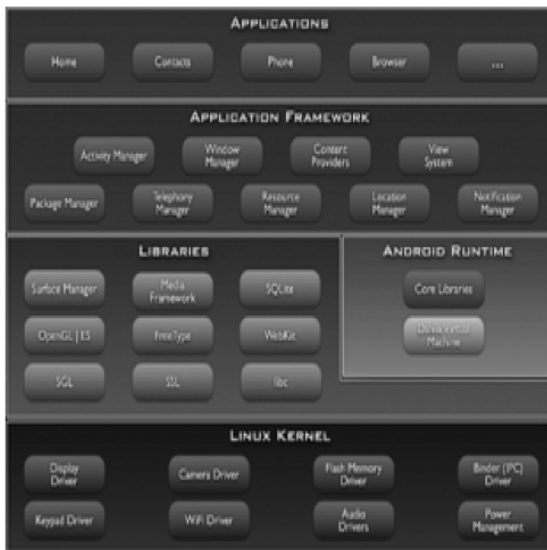 APPLICATIONS
Home Contacts Phone Browser ...
APPLICATION FRAMEWORK
Activity Manager Window Manager Content Providers View System
Package Manager Telephony Manager Resource Manager Location Manager Notification Manager
LIBRARIES
Surface Manager Media Framework SQLite
OpenGL | ES FreeType WebKit
SGL SSL libc
ANDROID RUNTIME
Core Libraries
Dalvik Virtual Machine
LINUX KERNEL
Display Driver Camera Driver Flash Memory Driver Binder (IPC) Driver
Keypad Driver WiFi Driver Audio Drivers Power Management